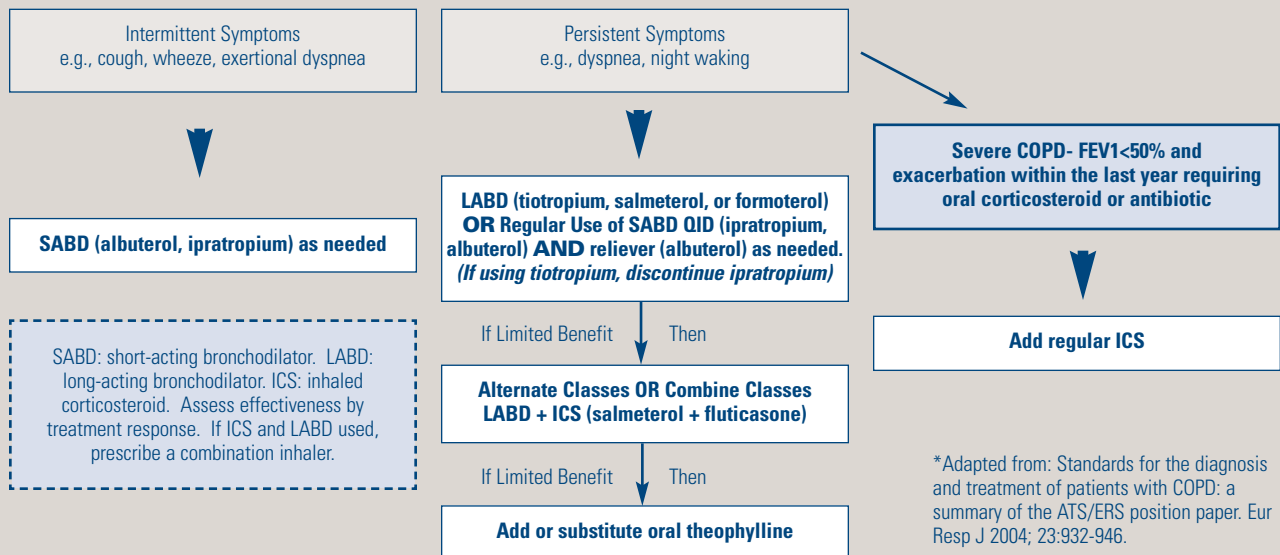 Intermittent Symptoms
e.g., cough, wheeze, exertional dyspnea
SABD (albuterol, ipratropium) as needed
SABD: short-acting bronchodilator. LABD:
long-acting bronchodilator. ICS: inhaled
corticosteroid. Assess effectiveness by
treatment response. If ICS and LABD used,
prescribe a combination inhaler.
Persistent Symptoms
e.g., dyspnea, night waking
LABD (tiotropium, salmeterol, or formoterol)
OR Regular Use of SABD QID (ipratropium,
albuterol) AND reliever (albuterol) as needed.
(If using tiotropium, discontinue ipratropium)
If Limited Benefit Then
Alternate Classes OR Combine Classes
LABD + ICS (salmeterol + fluticasone)
If Limited Benefit Then
Add or substitute oral theophylline
Severe COPD- FEV1<50% and
exacerbation within the last year requiring
oral corticosteroid or antibiotic
Add regular ICS
*Adapted from: Standards for the diagnosis
and treatment of patients with COPD: a
summary of the ATS/ERS position paper. Eur
Resp J 2004; 23:932-946.